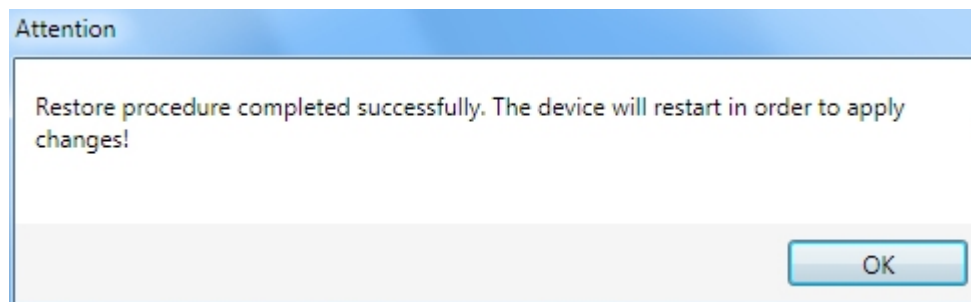 Attention
Restore procedure completed successfully. The device will restart in order to apply
changes!
OK